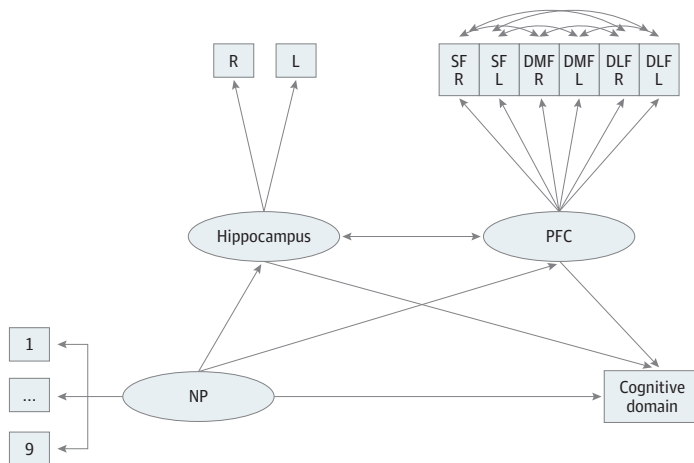 R L
SF SF DMF DMF DLF DLF
R L R L R L
Hippocampus PFC
1
... NP Cognitive
domain
9